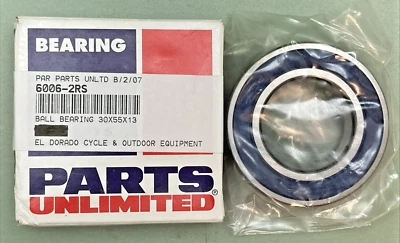 BEARING
PAR PARTS UNLTD B/2/07
6006-2RS
BALL BEARING 30X55X13
EL DORADO CYCLE & OUTDOOR EQUIPMENT
PARTS
UNLIMITED®